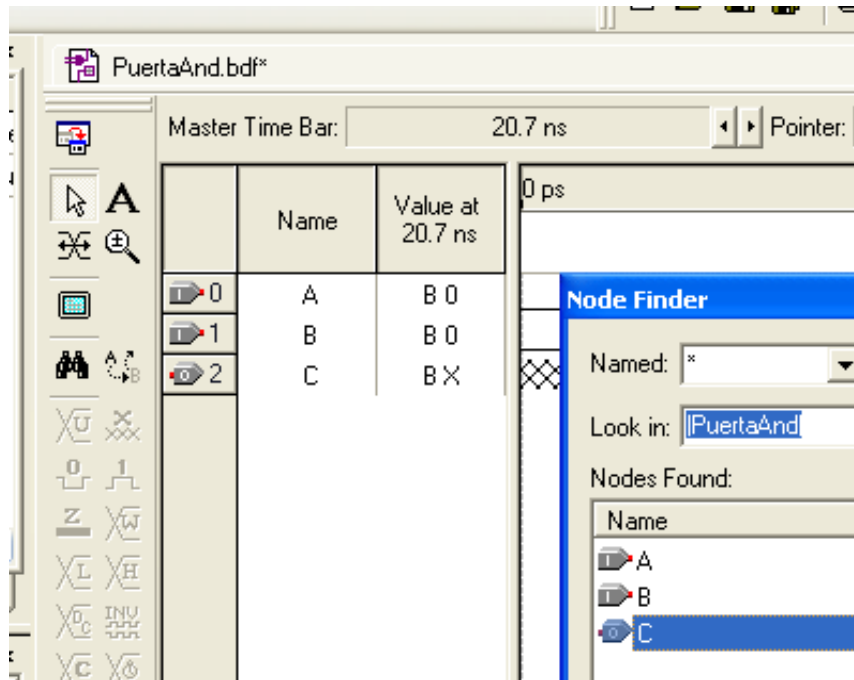 PuertaAnd.bdf*
Master Time Bar: 20.7 ns Pointer:
Name Value at 20.7 ns 0 ps
0 A B 0
1 B B 0
2 C B X
Node Finder
Named: *
Look in: |PuertaAnd
Nodes Found:
Name
A
B
C